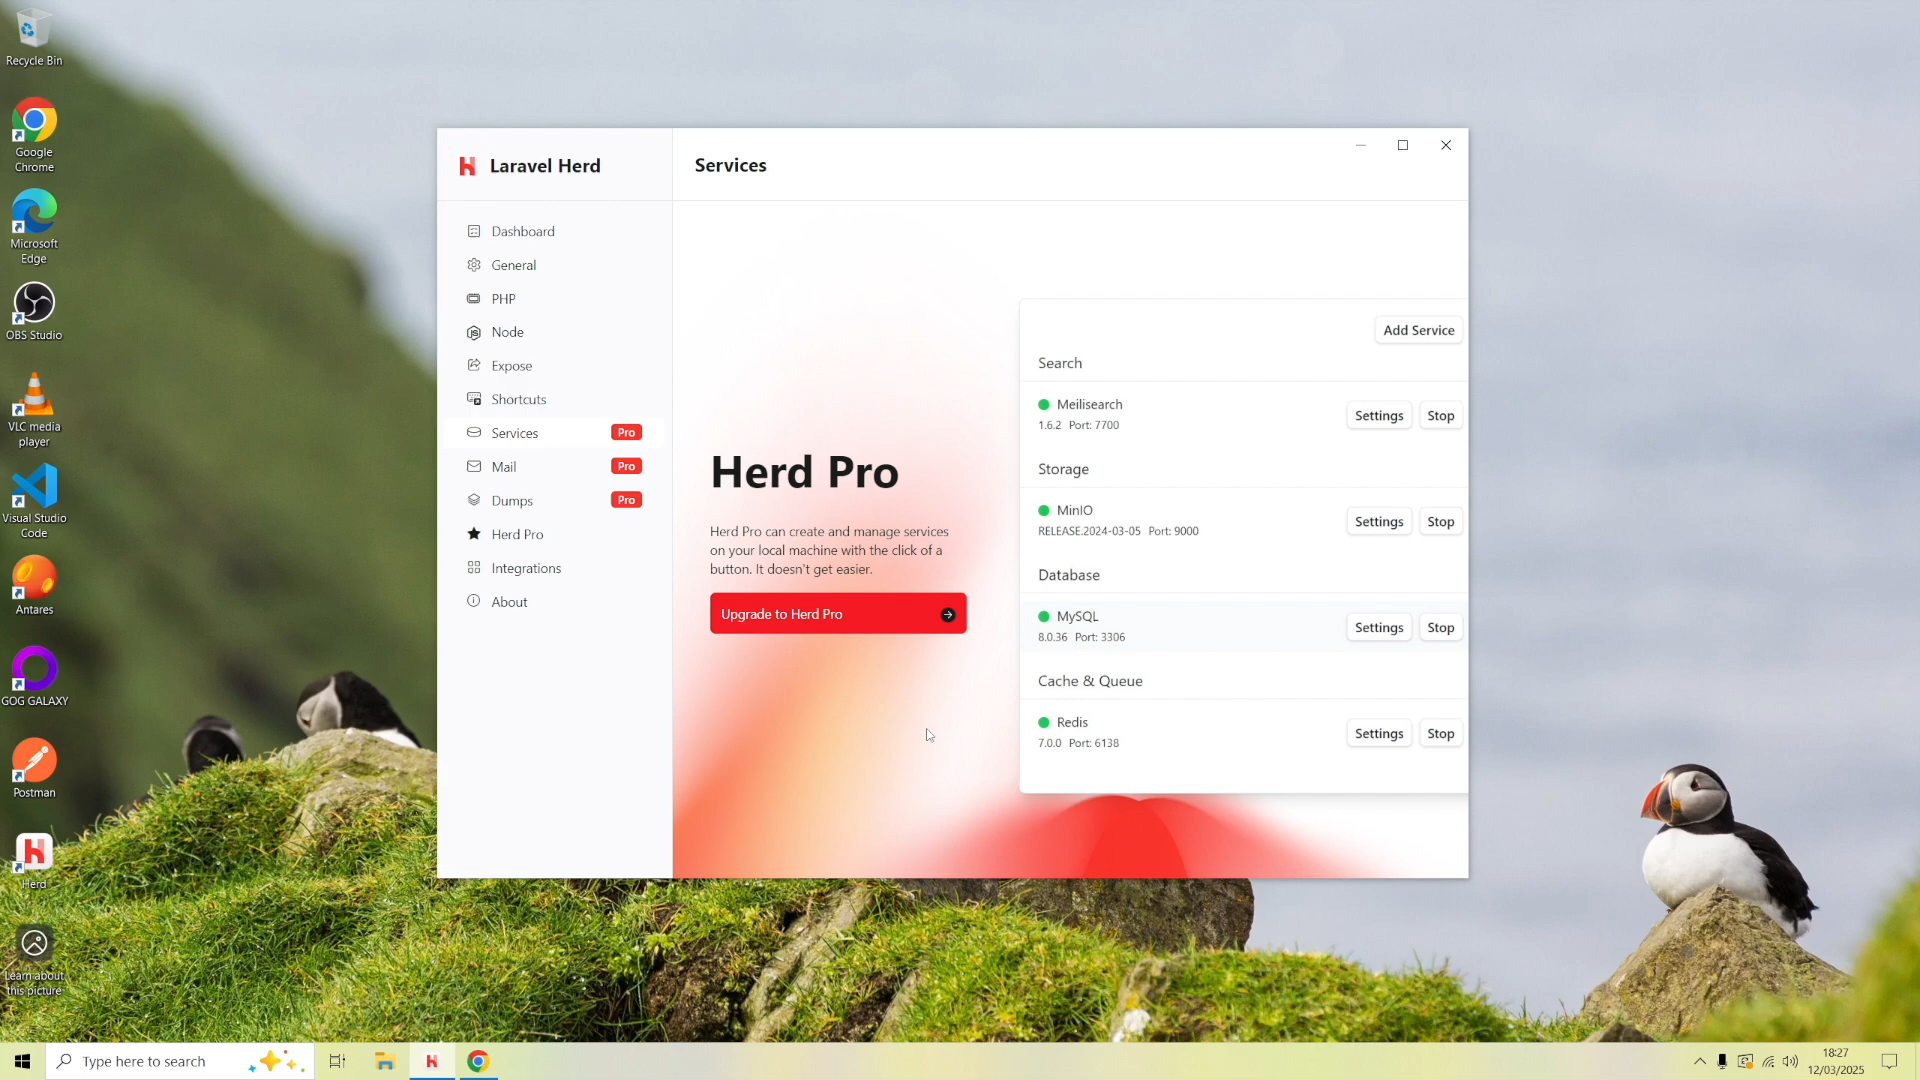 Recycle Bin
Google
Chrome
Microsoft
Edge
OBS Studio
VLC media
player
Visual Studio
Code
Antares
GOG GALAXY
Postman
Herd
Learn about
this picture
Laravel Herd
Dashboard
General
PHP
Node
Expose
Shortcuts
Services Pro
Mail Pro
Dumps Pro
Herd Pro
Integrations
About
Services
Herd Pro
Herd Pro can create and manage services
on your local machine with the click of a
button. It doesn't get easier.
Upgrade to Herd Pro
Add Service
Search
Meilisearch
1.6.2 Port: 7700
Settings Stop
Storage
MinIO
RELEASE.2024-03-05 Port: 9000
Settings Stop
Database
MySQL
8.0.36 Port: 3306
Settings Stop
Cache & Queue
Redis
7.0.0 Port: 6138
Settings Stop
Type here to search
18:27
12/03/2025